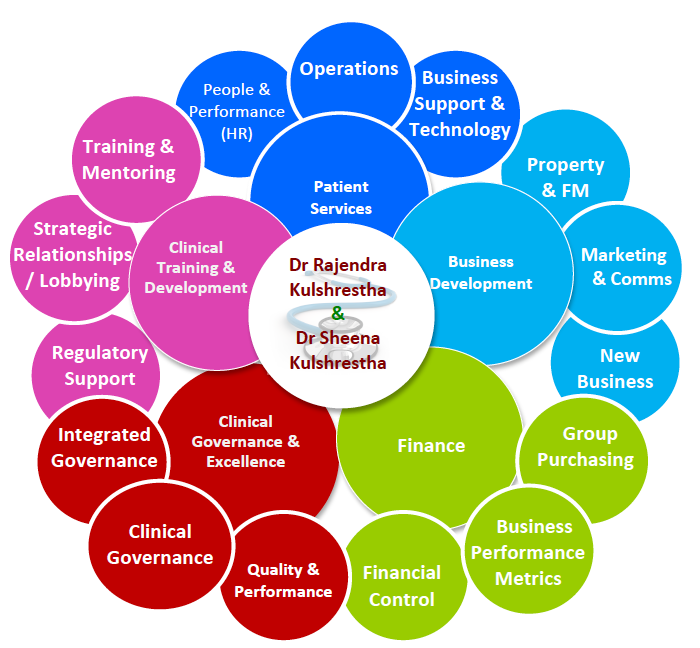 Operations
People &
Performance
(HR)
Business
Support &
Technology
Training &
Mentoring
Property
& FM
Patient
Services
Strategic
Relationships
/ Lobbying
Clinical
Training &
Development
Dr Rajendra
Kulshrestha
&
Dr Sheena
Kulshrestha
Business
Development
Marketing
& Comms
Regulatory
Support
New
Business
Integrated
Governance
Clinical
Governance &
Excellence
Finance
Group
Purchasing
Clinical
Governance
Quality &
Performance
Financial
Control
Business
Performance
Metrics